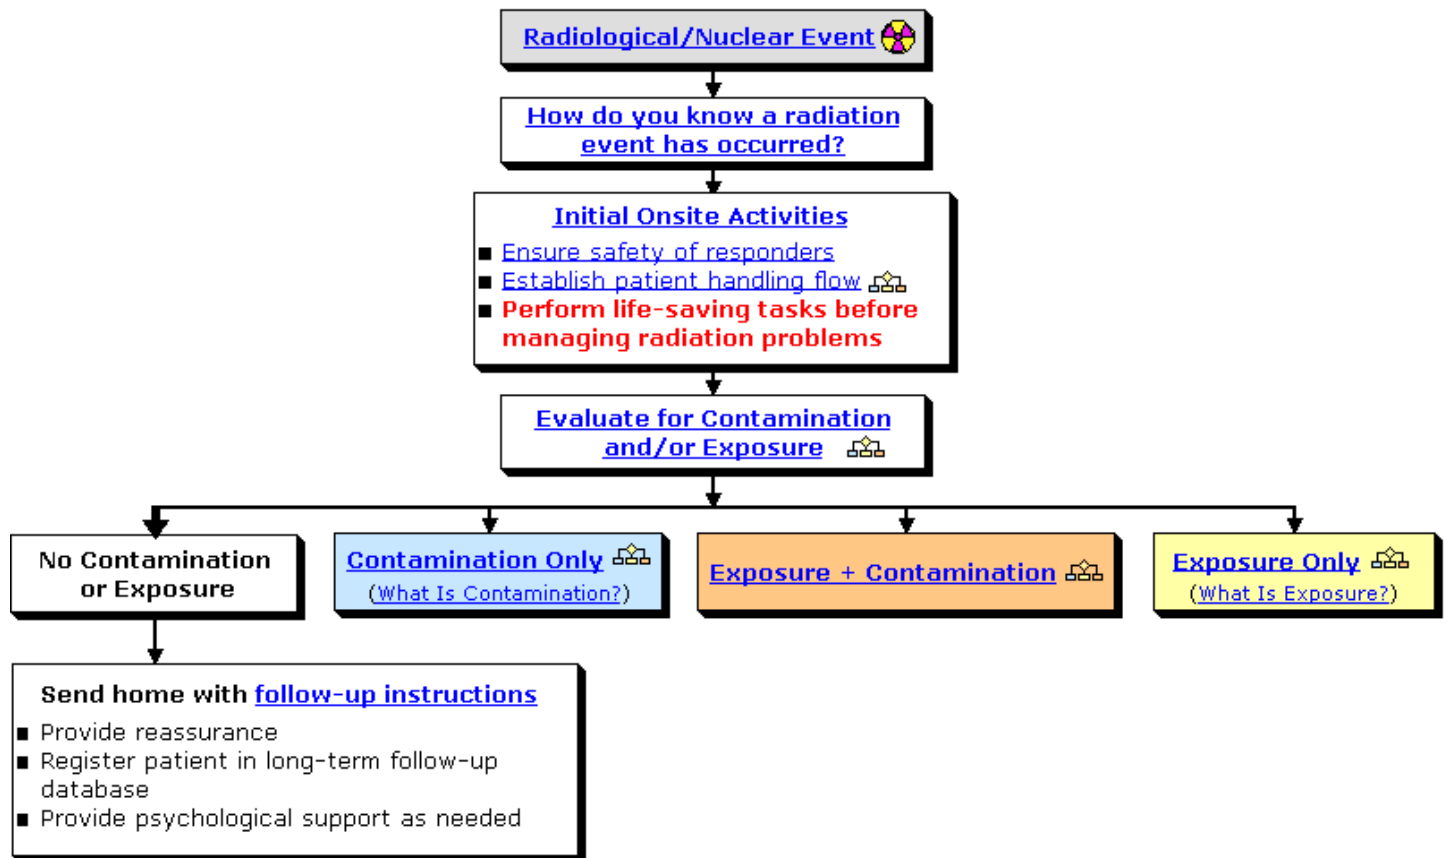 Radiological/Nuclear Event
How do you know a radiation
event has occurred?
Initial Onsite Activities
■ Ensure safety of responders
■ Establish patient handling flow
■ Perform life-saving tasks before
managing radiation problems
Evaluate for Contamination
and/or Exposure
No Contamination
or Exposure
Contamination Only
(What Is Contamination?)
Exposure + Contamination
Exposure Only
(What Is Exposure?)
Send home with follow-up instructions
■ Provide reassurance
■ Register patient in long-term follow-up
database
■ Provide psychological support as needed